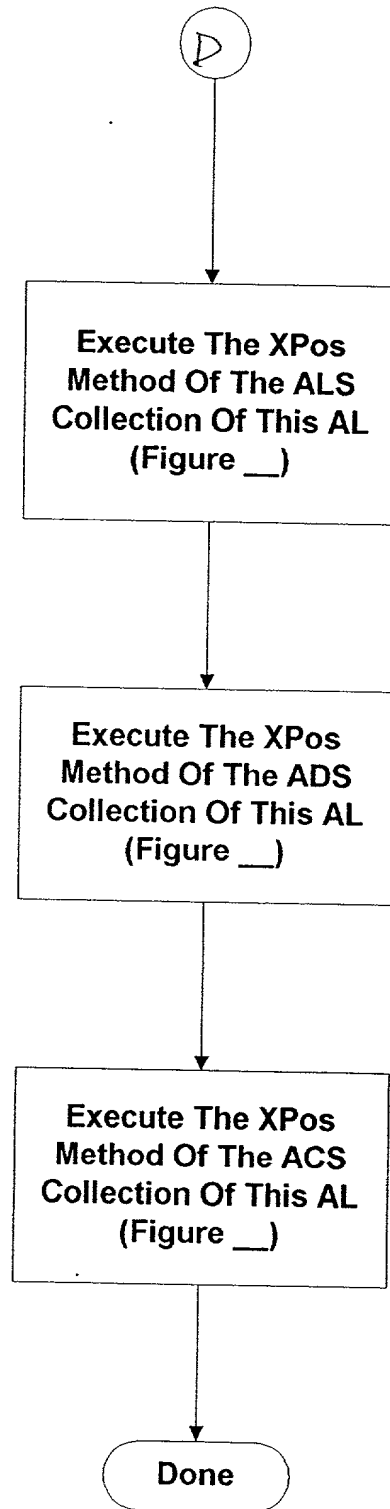 D
Execute The XPos
Method Of The ALS
Collection Of This AL
(Figure __)
Execute The XPos
Method Of The ADS
Collection Of This AL
(Figure __)
Execute The XPos
Method Of The ACS
Collection Of This AL
(Figure __)
Done